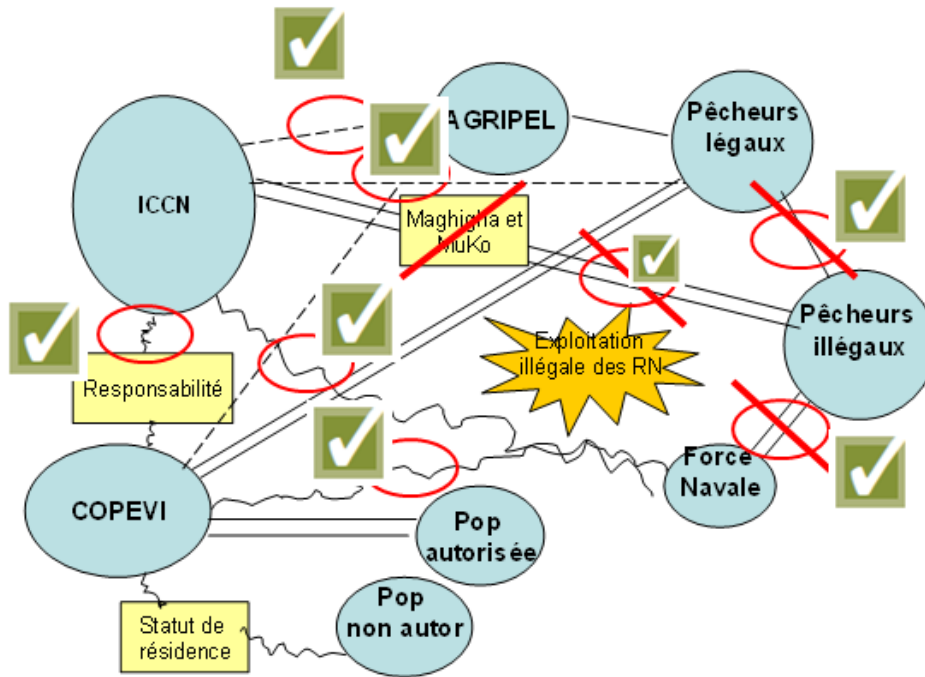 AGRIPEL
Pêcheurs
légaux
ICCN
Maghigha et
MuKo
Pêcheurs
illégaux
Exploitation
illégale des RN
Responsabilité
Force
Navale
COPEVI
Pop
autorisée
Pop
non autor
Statut de
résidence